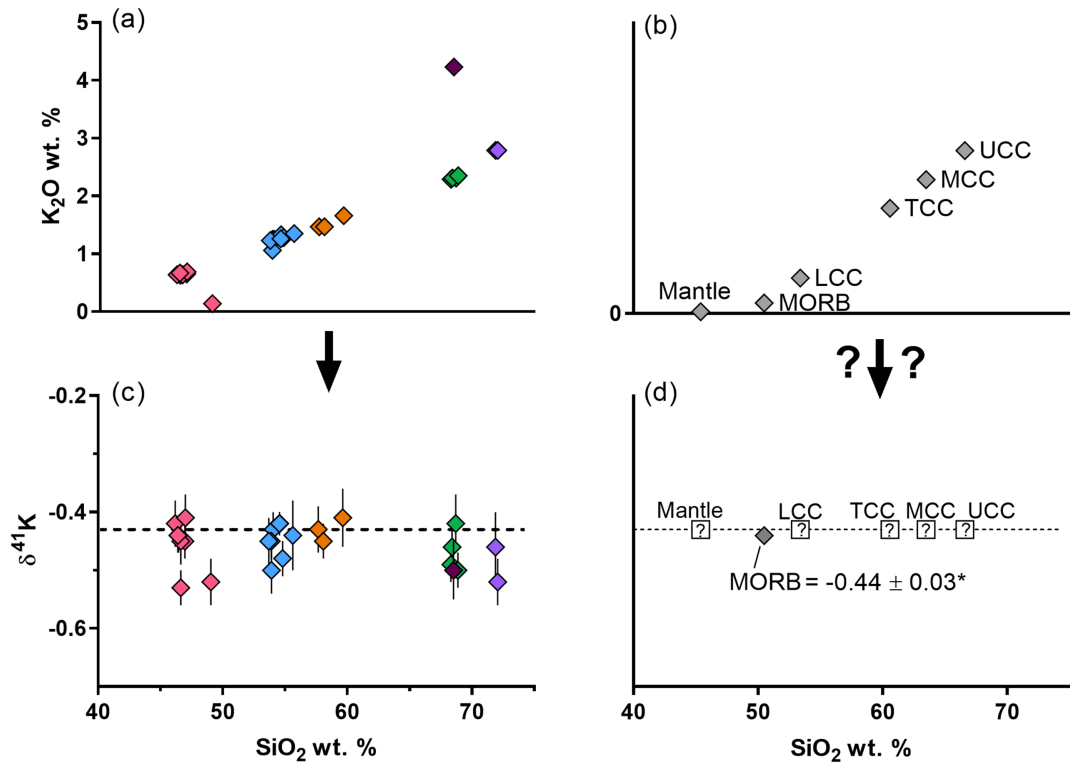 (a)
5
4
3
2
1
0
K₂O wt. %
(b)
UCC
MCC
TCC
LCC
Mantle
MORB
0
? ?
(c)
-0.2
-0.4
-0.6
δ⁴¹K
40 50 60 70
SiO₂ wt. %
(d)
Mantle LCC TCC MCC UCC
? ? ? ? ?
MORB = -0.44 ± 0.03*
40 50 60 70
SiO₂ wt. %